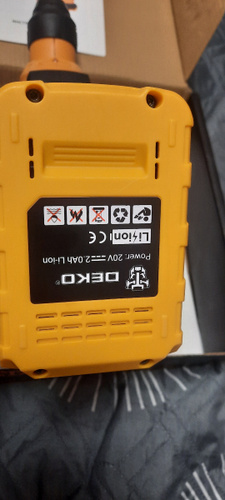 DEKO®
Power: 20V⎓2.0Ah Li-ion
Li-ion CE